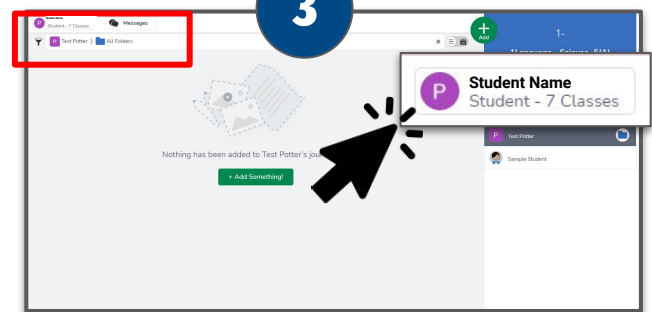 3
Student Name
Student - 7 Classes
Messages
Test Potter
All Folders
Add
1-
P
Student Name
Student - 7 Classes
Nothing has been added to Test Potter's jou
+ Add Something!
P
Test Potter
Sample Student